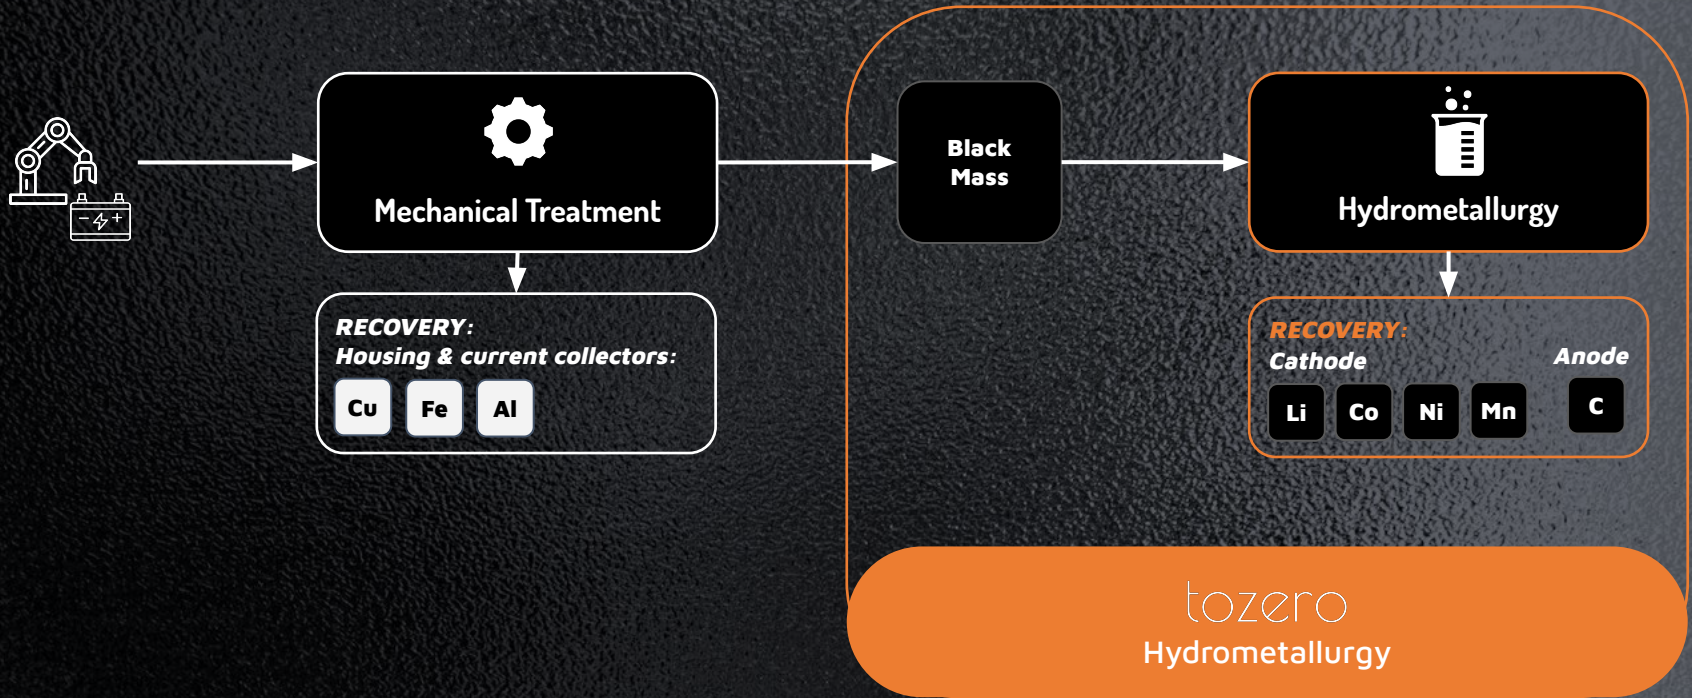 Mechanical Treatment
Black
Mass
Hydrometallurgy
RECOVERY:
Housing & current collectors:
Cu Fe Al
RECOVERY:
Cathode Anode
Li Co Ni Mn C
tozero
Hydrometallurgy